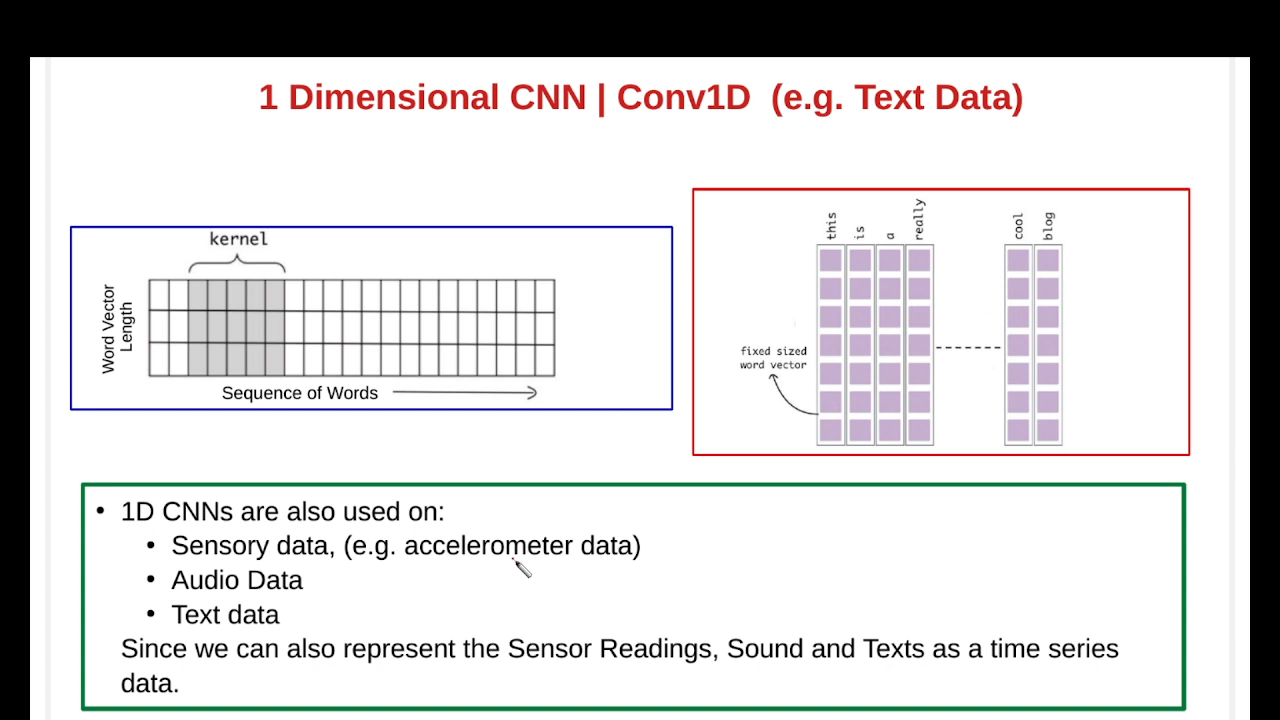 1 Dimensional CNN | Conv1D (e.g. Text Data)
kernel
Word Vector
Length
Sequence of Words
this
is
a
really
cool
blog
fixed sized
word vector
• 1D CNNs are also used on:
• Sensory data, (e.g. accelerometer data)
• Audio Data
• Text data
Since we can also represent the Sensor Readings, Sound and Texts as a time series
data.